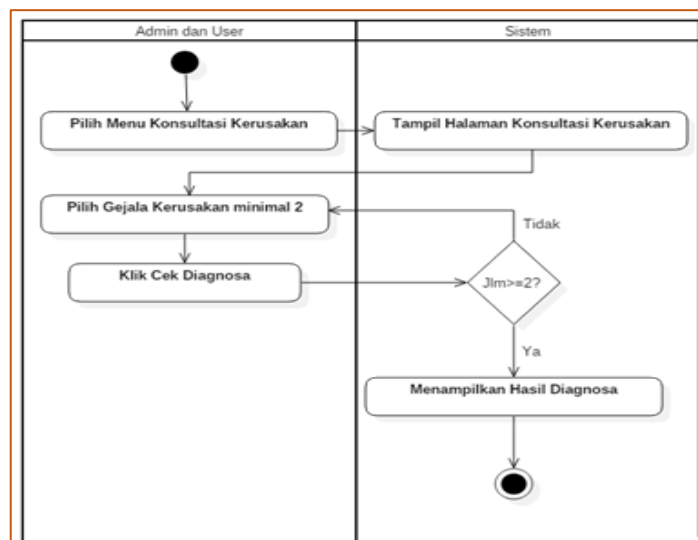 Admin dan User
Sistem
Pilih Menu Konsultasi Kerusakan
Tampil Halaman Konsultasi Kerusakan
Pilih Gejala Kerusakan minimal 2
Tidak
Klik Cek Diagnosa
Jlm>=2?
Ya
Menampilkan Hasil Diagnosa